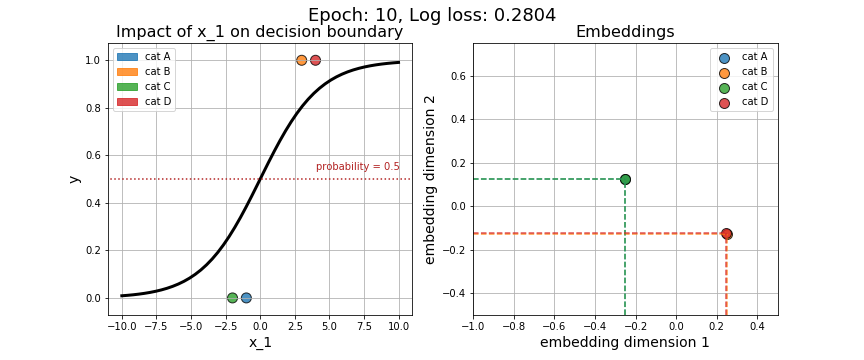 Epoch: 10, Log loss: 0.2804
Impact of x_1 on decision boundary
cat A
cat B
cat C
cat D
probability = 0.5
1.0
0.8
0.6
0.4
0.2
0.0
y
−10.0 −7.5 −5.0 −2.5 0.0 2.5 5.0 7.5 10.0
x_1
Embeddings
cat A
cat B
cat C
cat D
0.6
0.4
0.2
0.0
−0.2
−0.4
embedding dimension 2
−1.0 −0.8 −0.6 −0.4 −0.2 0.0 0.2 0.4
embedding dimension 1